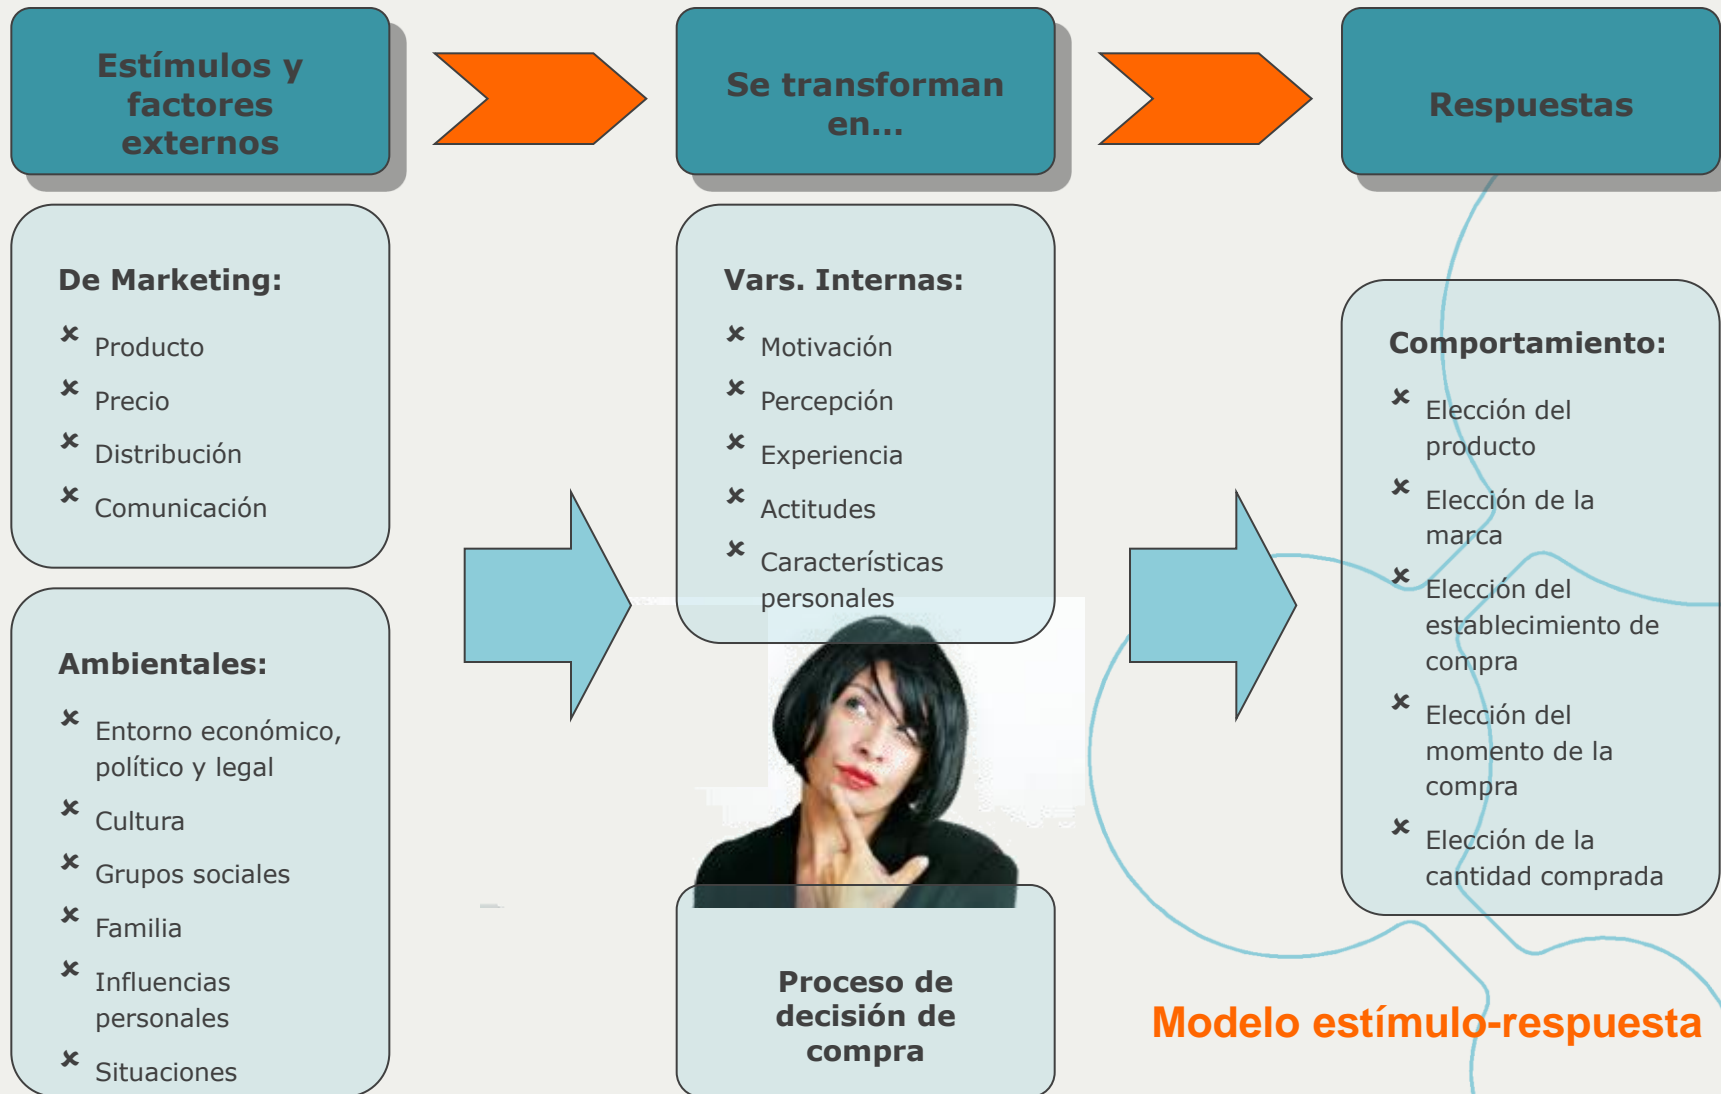 Estímulos y
factores
externos
Se transforman
en...
Respuestas
De Marketing:
× Producto
× Precio
× Distribución
× Comunicación
Ambientales:
× Entorno económico,
político y legal
× Cultura
× Grupos sociales
× Familia
× Influencias
personales
× Situaciones
Vars. Internas:
× Motivación
× Percepción
× Experiencia
× Actitudes
× Característícas
personales
Proceso de
decisión de
compra
Comportamiento:
× Elección del
producto
× Elección de la
marca
× Elección del
establecimiento de
compra
× Elección del
momento de la
compra
× Elección de la
cantidad comprada
Modelo estímulo-respuesta